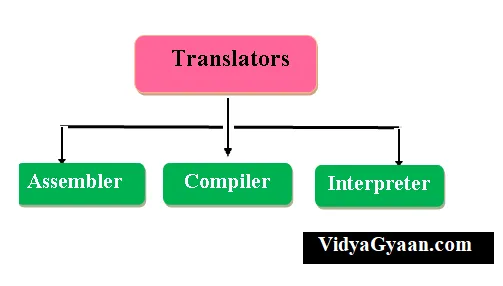 Translators
Assembler
Compiler
Interpreter
VidyaGyaan.com